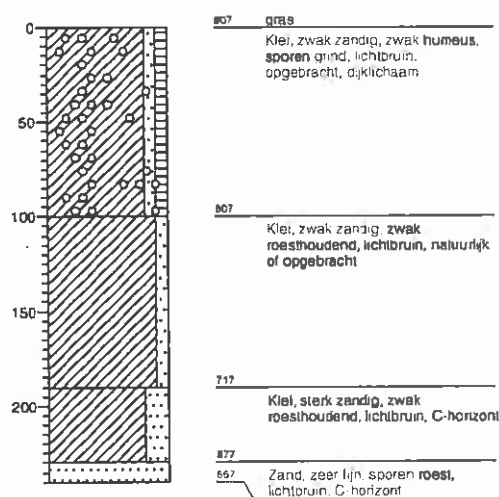 0
50
100
150
200
807 gras
Klei, zwak zandig, zwak humeus,
sporen grind, lichtbruin,
opgebracht, dijklichaam
807
Klei, zwak zandig, zwak
roesthoudend, lichtbruin, natuurlijk
of opgebracht
717
Klei, sterk zandig, zwak
roesthoudend, lichtbruin, C-horizont
677
667 Zand, zeer fijn, sporen roest,
lichtbruin, C-horizont